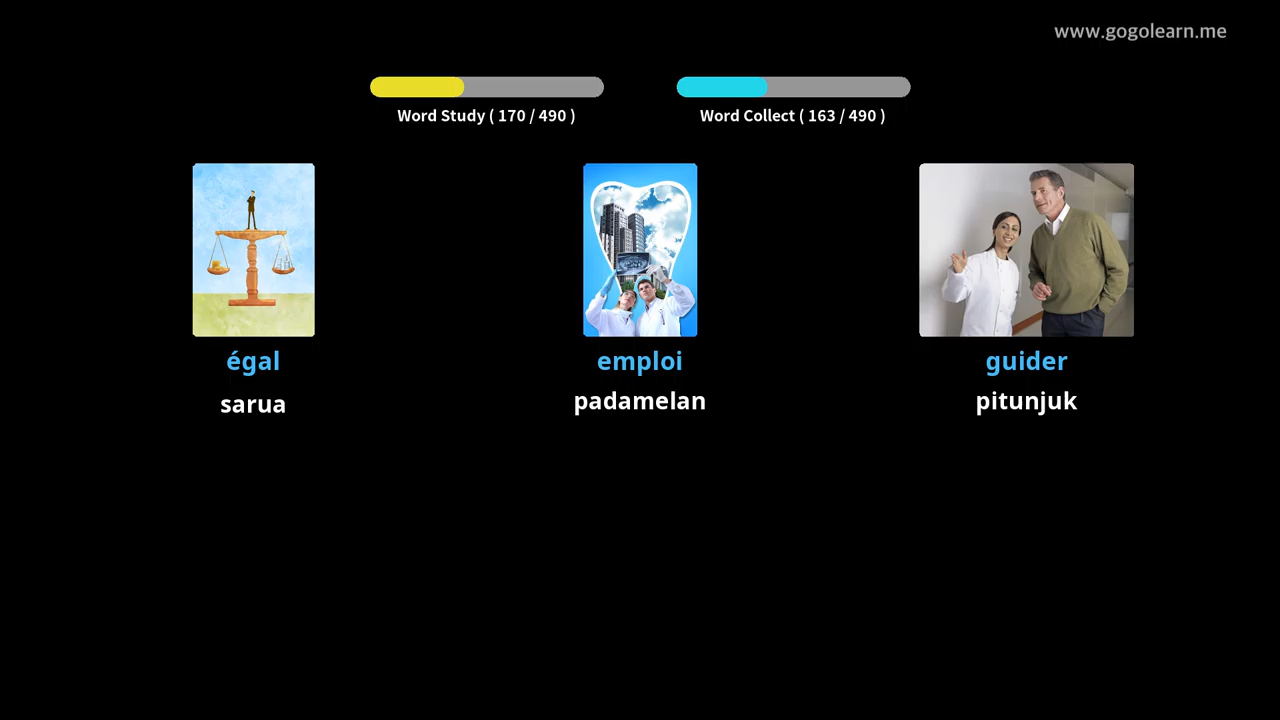 www.gogolearn.me
Word Study ( 170 / 490 )
Word Collect ( 163 / 490 )
égal
emploi
guider
sarua
padamelan
pitunjuk